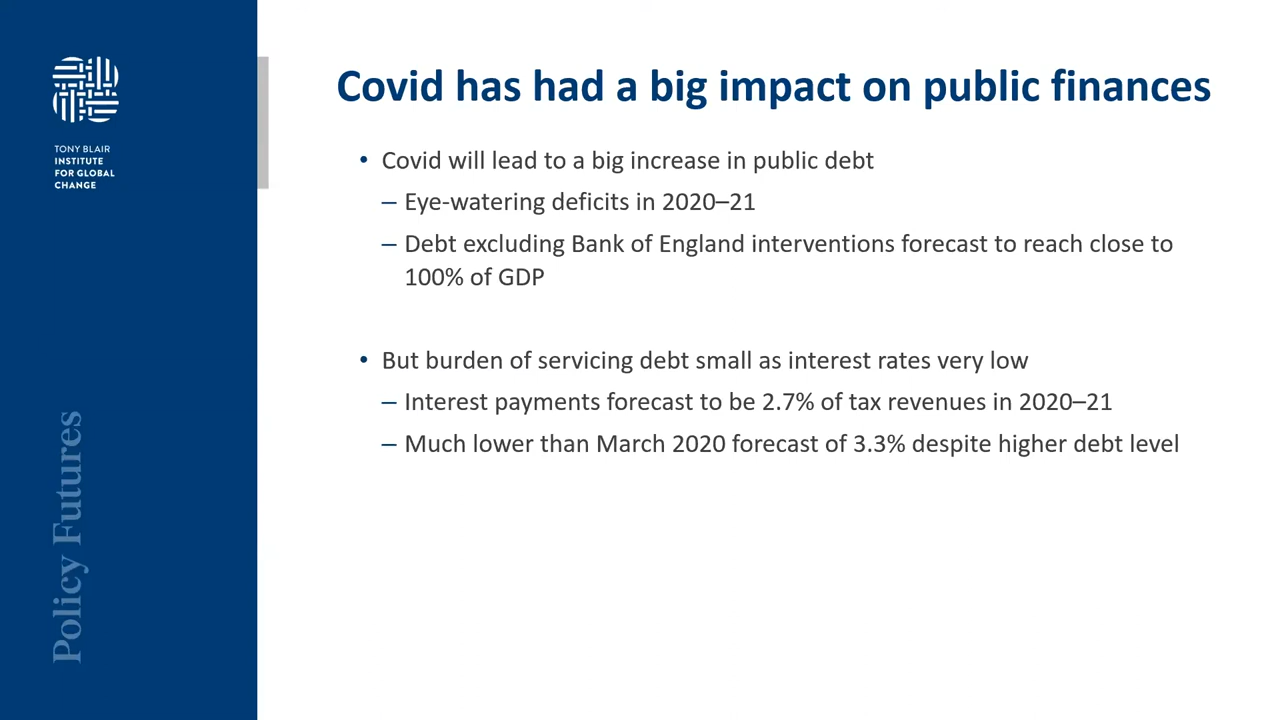 TONY BLAIR
INSTITUTE
FOR GLOBAL
CHANGE
Policy Futures
Covid has had a big impact on public finances
• Covid will lead to a big increase in public debt
– Eye-watering deficits in 2020–21
– Debt excluding Bank of England interventions forecast to reach close to
100% of GDP
• But burden of servicing debt small as interest rates very low
– Interest payments forecast to be 2.7% of tax revenues in 2020–21
– Much lower than March 2020 forecast of 3.3% despite higher debt level